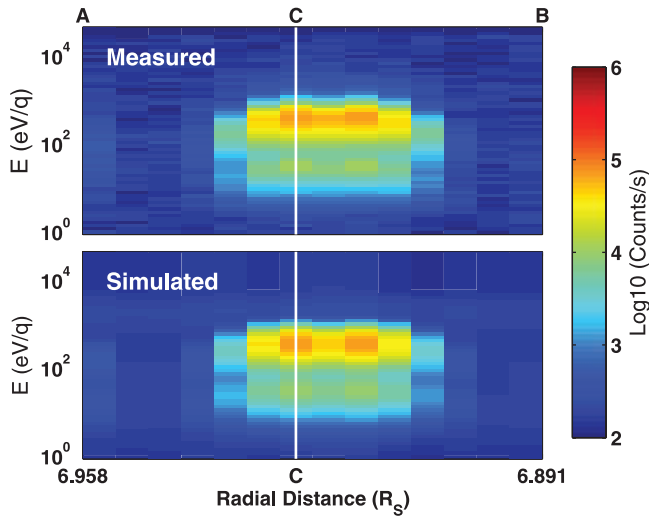 A C B
Measured
10^4
10^2
10^0
E (eV/q)
Simulated
10^4
10^2
10^0
E (eV/q)
6.958 C 6.891
Radial Distance (R_S)
6
5
4
3
2
Log10 (Counts/s)